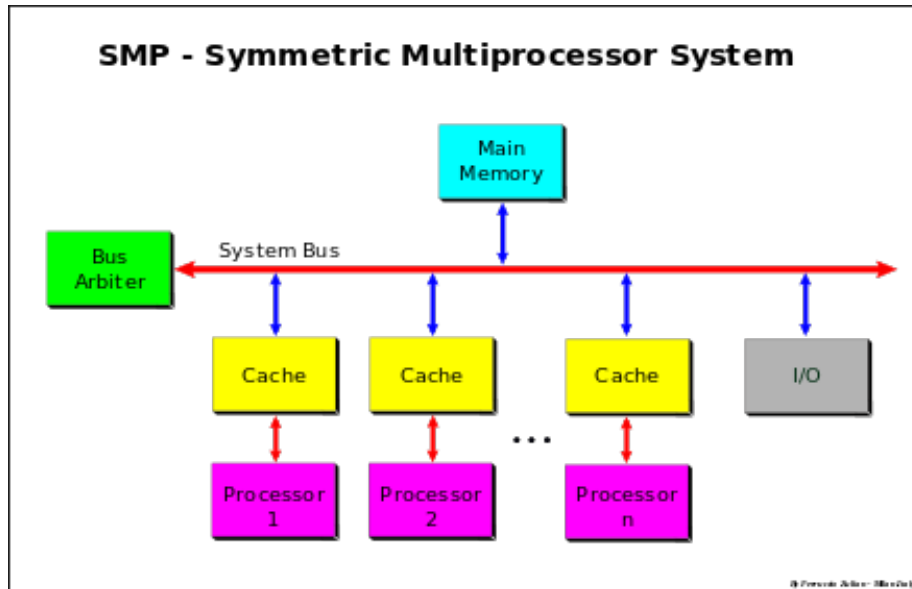 SMP - Symmetric Multiprocessor System
Main
Memory
System Bus
Bus
Arbiter
Cache
Cache
Cache
I/O
...
Processor
1
Processor
2
Processor
n